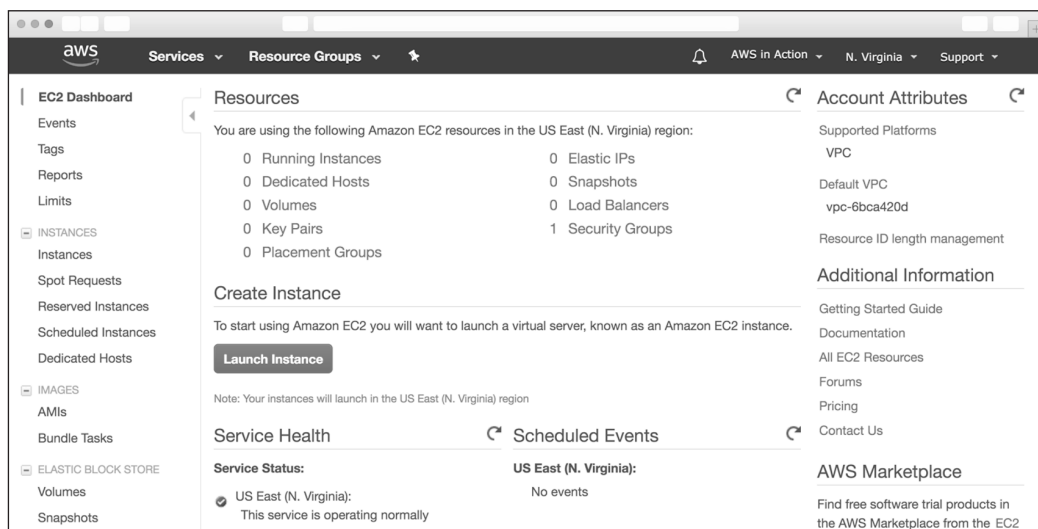 aws
Services
Resource Groups
AWS in Action
N. Virginia
Support
EC2 Dashboard
Events
Tags
Reports
Limits
INSTANCES
Instances
Spot Requests
Reserved Instances
Scheduled Instances
Dedicated Hosts
IMAGES
AMIs
Bundle Tasks
ELASTIC BLOCK STORE
Volumes
Snapshots
Resources
You are using the following Amazon EC2 resources in the US East (N. Virginia) region:
0 Running Instances
0 Dedicated Hosts
0 Volumes
0 Key Pairs
0 Placement Groups
0 Elastic IPs
0 Snapshots
0 Load Balancers
1 Security Groups
Create Instance
To start using Amazon EC2 you will want to launch a virtual server, known as an Amazon EC2 instance.
Launch Instance
Note: Your instances will launch in the US East (N. Virginia) region
Service Health
Service Status:
US East (N. Virginia):
This service is operating normally
Scheduled Events
US East (N. Virginia):
No events
Account Attributes
Supported Platforms
VPC
Default VPC
vpc-6bca420d
Resource ID length management
Additional Information
Getting Started Guide
Documentation
All EC2 Resources
Forums
Pricing
Contact Us
AWS Marketplace
Find free software trial products in
the AWS Marketplace from the EC2